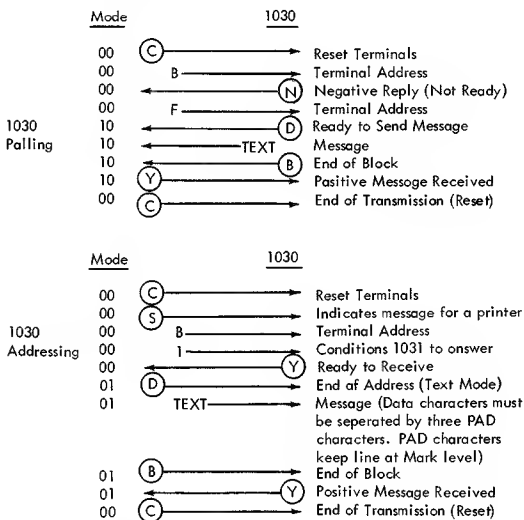 Mode 1030
00 C Reset Terminals
00 B Terminal Address
00 N Negative Reply (Not Ready)
00 F Terminal Address
1030 Palling
10 D Ready to Send Message
10 TEXT Message
10 B End of Block
10 Y Pasitive Message Received
00 C End of Transmission (Reset)
Mode 1030
00 C Reset Terminals
00 S Indicates message for a printer
1030 Addressing
00 B Terminal Address
00 1 Conditions 1031 to onswer
00 Y Ready to Receive
01 D End af Address (Text Mode)
01 TEXT Message (Data characters must
be seperated by three PAD
characters. PAD characters
keep line at Mark level)
01 B End of Block
01 Y Positive Message Received
00 C End of Transmission (Reset)